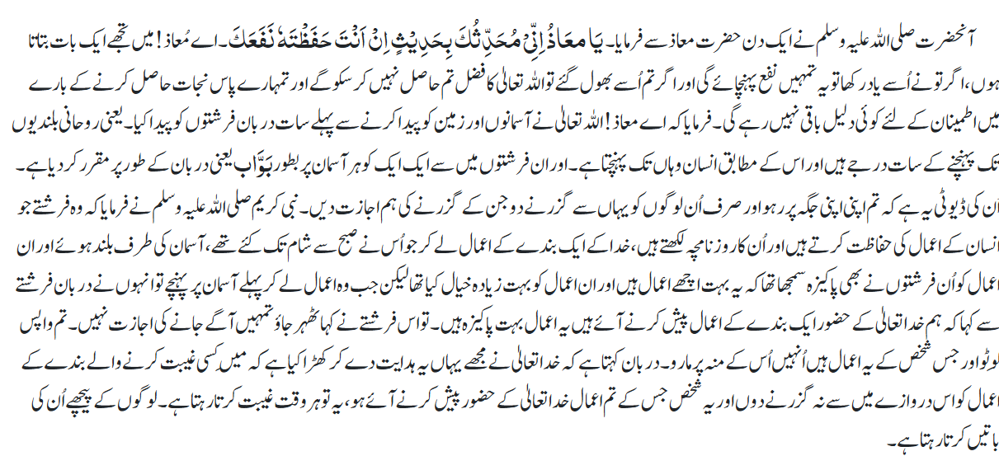 آنحضرت صلی اللہ علیہ وسلم نے ایک دن حضرت معاذ سے فرمایا۔ یَا مَعَاذُ اِنِّیْ مُحَدِّثُکَ بِحَدِیْثٍ اِنْ اَنْتَ حَفَظْتَہٗ نَفَعَکَ۔ اے مُعاذ! میں تجھے ایک بات بتاتا
ہوں، اگر تو نے اُسے یاد رکھا تو یہ تمہیں نفع پہنچائے گی اور اگر تم اُسے بھول گئے تو اللہ تعالیٰ کا فضل تم حاصل نہیں کر سکو گے اور تمہارے پاس نجات حاصل کرنے کے بارے
میں اطمینان کے لئے کوئی دلیل باقی نہیں رہے گی۔ فرمایا کہ اے معاذ! اللہ تعالیٰ نے آسمانوں اور زمین کو پیدا کرنے سے پہلے سات دربان فرشتوں کو پیدا کیا۔ یعنی روحانی بلندیوں
تک پہنچنے کے سات درجے ہیں اور اس کے مطابق انسان وہاں تک پہنچتا ہے۔ اور ان فرشتوں میں سے ایک ایک کو ہر آسمان پر بطور بَوَّاب یعنی دربان کے طور پر مقرر کر دیا ہے۔
اُن کی ڈیوٹی یہ ہے کہ تم اپنی اپنی جگہ پر رہو اور صرف اُن لوگوں کو یہاں سے گزرنے دو جن کے گزرنے کی ہم اجازت دیں۔ نبی کریم صلی اللہ علیہ وسلم نے فرمایا کہ وہ فرشتے جو
انسان کے اعمال کی حفاظت کرتے ہیں اور اُن کا روزنامچہ لکھتے ہیں، خدا کے ایک بندے کے اعمال لے کر جو اُس نے صبح سے شام تک کئے تھے، آسمان کی طرف بلند ہوئے اور ان
اعمال کو اُن فرشتوں نے بھی پاکیزہ سمجھا تھا کہ یہ بہت اچھے اعمال ہیں اور ان اعمال کو بہت زیادہ خیال کیا تھا لیکن جب وہ اعمال لے کر پہلے آسمان پر پہنچے تو انہوں نے دربان فرشتے
سے کہا کہ ہم خدا تعالیٰ کے حضور ایک بندے کے اعمال پیش کرنے آئے ہیں یہ اعمال بہت پاکیزہ ہیں۔ تو اس فرشتے نے کہا ٹھہر جاؤ تمہیں آگے جانے کی اجازت نہیں۔ تم واپس
لوٹو اور جس شخص کے یہ اعمال ہیں اُنہیں اُس کے منہ پر مارو۔ دربان کہتا ہے کہ خدا تعالیٰ نے مجھے یہاں یہ ہدایت دے کر کھڑا کیا ہے کہ میں کسی غیبت کرنے والے بندے کے
اعمال کو اس دروازے میں سے نہ گزرنے دوں اور یہ شخص جس کے تم اعمال خدا تعالیٰ کے حضور پیش کرنے آئے ہو، یہ تو ہر وقت غیبت کرتا رہتا ہے۔ لوگوں کے پیچھے اُن کی
باتیں کرتا رہتا ہے۔